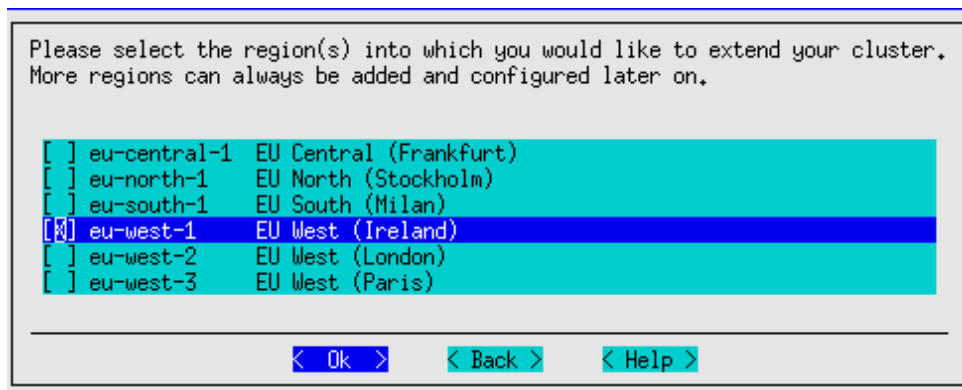 Please select the region(s) into which you would like to extend your cluster.
More regions can always be added and configured later on.
[ ] eu-central-1 EU Central (Frankfurt)
[ ] eu-north-1 EU North (Stockholm)
[ ] eu-south-1 EU South (Milan)
[X] eu-west-1 EU West (Ireland)
[ ] eu-west-2 EU West (London)
[ ] eu-west-3 EU West (Paris)
< Ok > < Back > < Help >